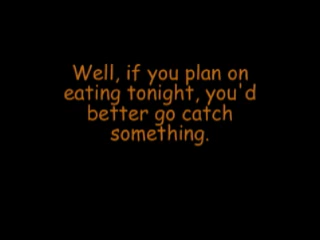 Well, if you plan on
eating tonight, you'd
better go catch
something.